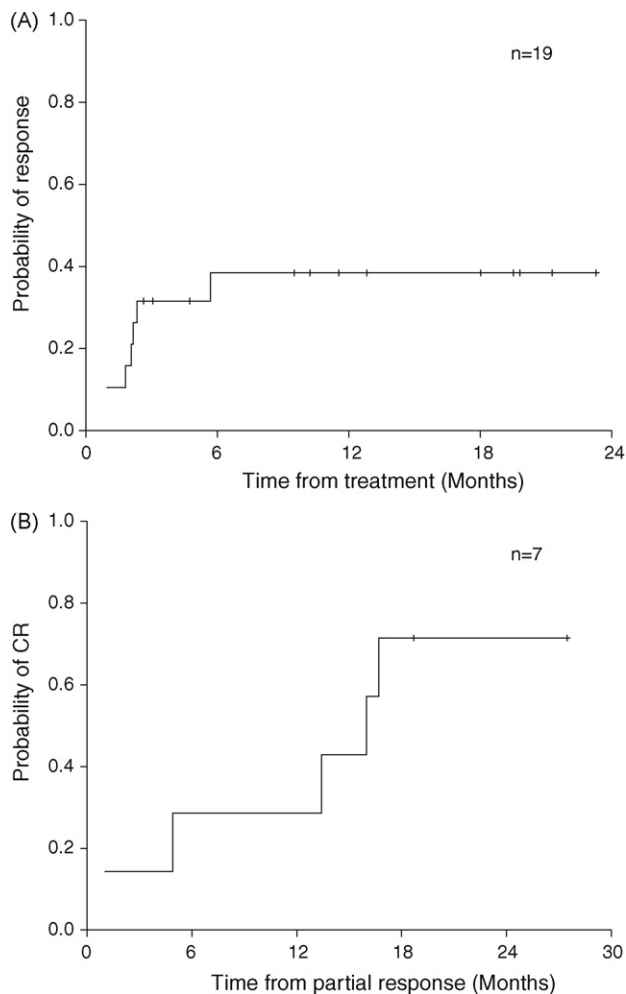 (A)
1.0
n=19
0.8
0.6
0.4
0.2
0.0
Probability of response
0 6 12 18 24
Time from treatment (Months)
(B)
1.0
n=7
0.8
0.6
0.4
0.2
0.0
Probability of CR
0 6 12 18 24 30
Time from partial response (Months)